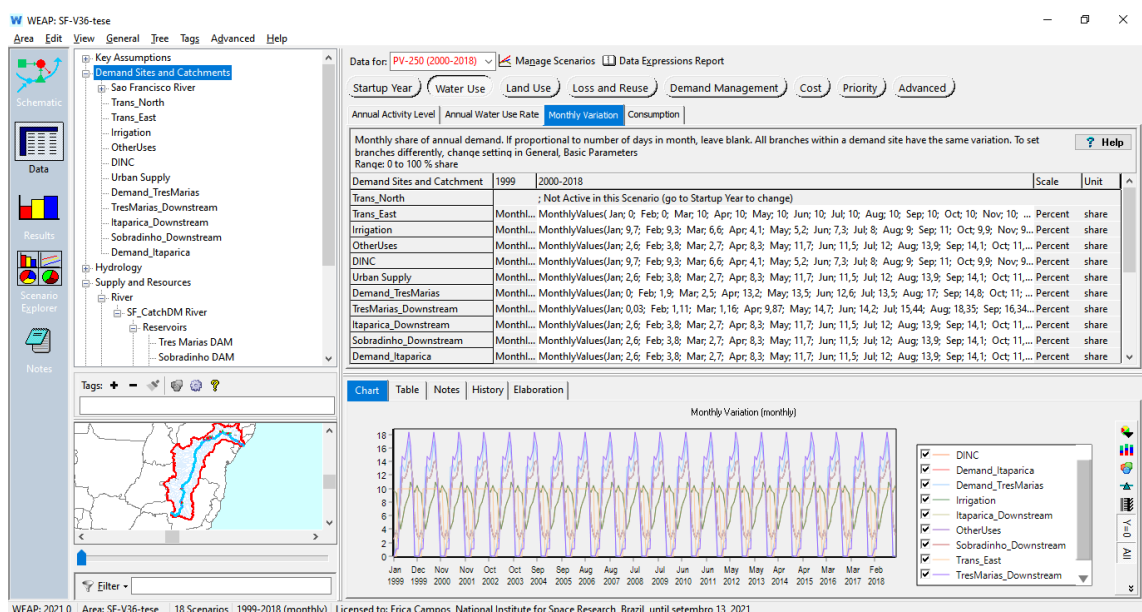 WEAP: SF-V36-tese
Area Edit View General Tree Tags Advanced Help
Schematic
Data
Results
Scenario
Explorer
Notes
Key Assumptions
Demand Sites and Catchments
Sao Francisco River
Trans_North
Trans_East
Irrigation
OtherUses
DINC
Urban Supply
Demand_TresMarias
TresMarias_Downstream
Itaparica_Downstream
Sobradinho_Downstream
Demand_Itaparica
Hydrology
Supply and Resources
River
SF_CatchDM River
Reservoirs
Tres Marias DAM
Sobradinho DAM
Tags:
Filter
Data for: PV-250 (2000-2018) Manage Scenarios Data Expressions Report
Startup Year Water Use Land Use Loss and Reuse Demand Management Cost Priority Advanced
Annual Activity Level Annual Water Use Rate Monthly Variation Consumption
Monthly share of annual demand. If proportional to number of days in month, leave blank. All branches within a demand site have the same variation. To set
branches differently, change setting in General, Basic Parameters
Range: 0 to 100 % share
? Help
Demand Sites and Catchment 1999 2000-2018 Scale Unit
Trans_North ; Not Active in this Scenario (go to Startup Year to change)
Trans_East Monthl... MonthlyValues( Jan; 0; Feb; 0; Mar; 10; Apr; 10; May; 10; Jun; 10; Jul; 10; Aug; 10; Sep; 10; Oct; 10; Nov; 10; ... Percent share
Irrigation Monthl... MonthlyValues(Jan; 9,7; Feb; 9,3; Mar; 6,6; Apr; 4,1; May; 5,2; Jun; 7,3; Jul; 8; Aug; 9; Sep; 11; Oct; 9,9; Nov; 9... Percent share
OtherUses Monthl... MonthlyValues(Jan; 2,6; Feb; 3,8; Mar; 2,7; Apr; 8,3; May; 11,7; Jun; 11,5; Jul; 12; Aug; 13,9; Sep; 14,1; Oct; 11,... Percent share
DINC Monthl... MonthlyValues(Jan; 9,7; Feb; 9,3; Mar; 6,6; Apr; 4,1; May; 5,2; Jun; 7,3; Jul; 8; Aug; 9; Sep; 11; Oct; 9,9; Nov; 9... Percent share
Urban Supply Monthl... MonthlyValues(Jan; 2,6; Feb; 3,8; Mar; 2,7; Apr; 8,3; May; 11,7; Jun; 11,5; Jul; 12; Aug; 13,9; Sep; 14,1; Oct; 11,... Percent share
Demand_TresMarias Monthl... MonthlyValues(Jan; 0; Feb; 1,9; Mar; 2,5; Apr; 13,2; May; 13,5; Jun; 12,6; Jul; 13,5; Aug; 17; Sep; 14,8; Oct; 11; ... Percent share
TresMarias_Downstream Monthl... MonthlyValues(Jan; 0,03; Feb; 1,11; Mar; 1,16; Apr; 9,87; May; 14,7; Jun; 14,2; Jul; 15,44; Aug; 18,35; Sep; 16,34... Percent share
Itaparica_Downstream Monthl... MonthlyValues(Jan; 2,6; Feb; 3,8; Mar; 2,7; Apr; 8,3; May; 11,7; Jun; 11,5; Jul; 12; Aug; 13,9; Sep; 14,1; Oct; 11,... Percent share
Sobradinho_Downstream Monthl... MonthlyValues(Jan; 2,6; Feb; 3,8; Mar; 2,7; Apr; 8,3; May; 11,7; Jun; 11,5; Jul; 12; Aug; 13,9; Sep; 14,1; Oct; 11,... Percent share
Demand_Itaparica Monthl... MonthlyValues(Jan; 2,6; Feb; 3,8; Mar; 2,7; Apr; 8,3; May; 11,7; Jun; 11,5; Jul; 12; Aug; 13,9; Sep; 14,1; Oct; 11,... Percent share
Chart Table Notes History Elaboration
Monthly Variation (monthly)
18
16
14
12
10
8
6
4
2
0
Jan Dec Nov Nov Oct Oct Sep Aug Aug Jul Jul Jun May May Apr Apr Mar Mar Feb
1999 1999 2000 2001 2002 2003 2004 2005 2006 2007 2008 2009 2010 2011 2012 2013 2014 2015 2016 2017 2018
DINC
Demand_Itaparica
Demand_TresMarias
Irrigation
Itaparica_Downstream
OtherUses
Sobradinho_Downstream
Trans_East
TresMarias_Downstream
Y=0
All
WEAP: 2021.0 Area: SF-V36-tese 18 Scenarios 1999-2018 (monthly) Licensed to: Erica Campos, National Institute for Space Research, Brazil, until setembro 13, 2021